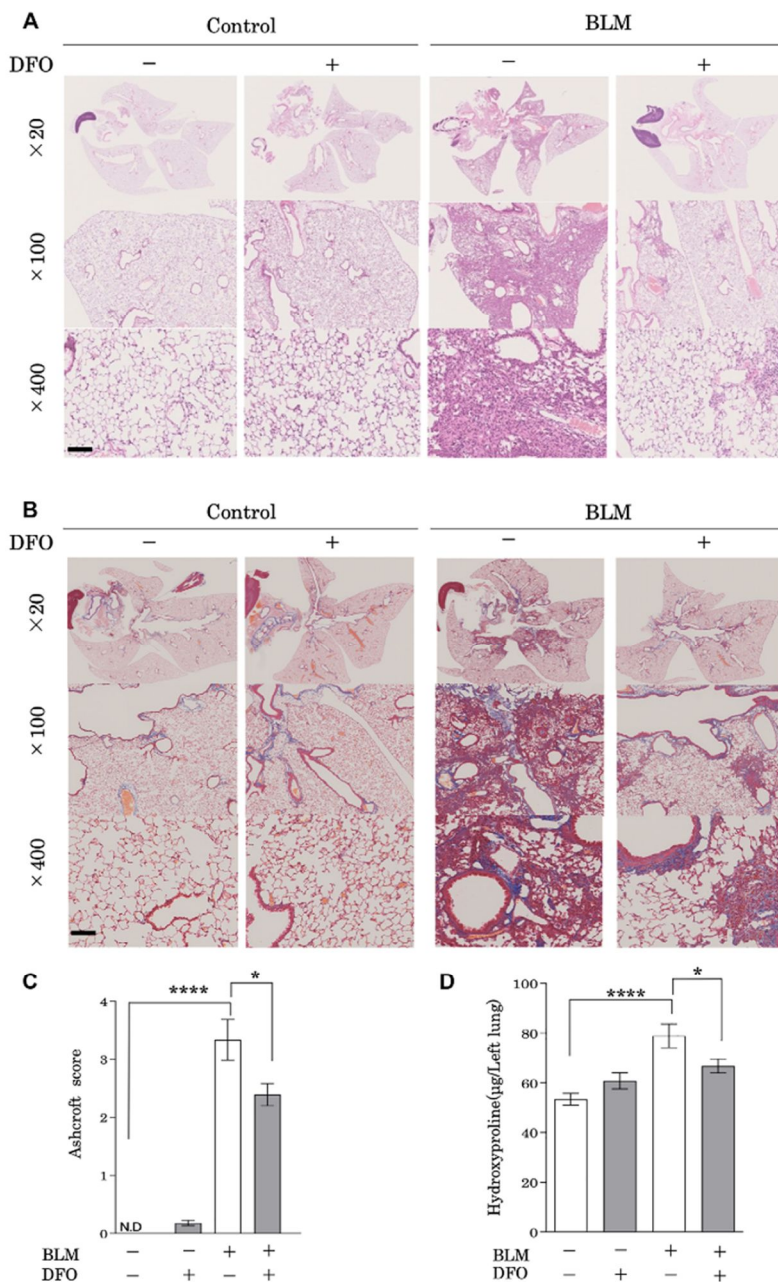 A
Control
BLM
DFO − + − +
×20
×100
×400
B
Control
BLM
DFO − + − +
×20
×100
×400
C
Ashcroft score
4
3
2
1
0
****
*
N.D
BLM − − + +
DFO − + − +
D
Hydroxyproline(µg/Left lung)
100
80
60
40
20
0
****
*
BLM − − + +
DFO − + − +